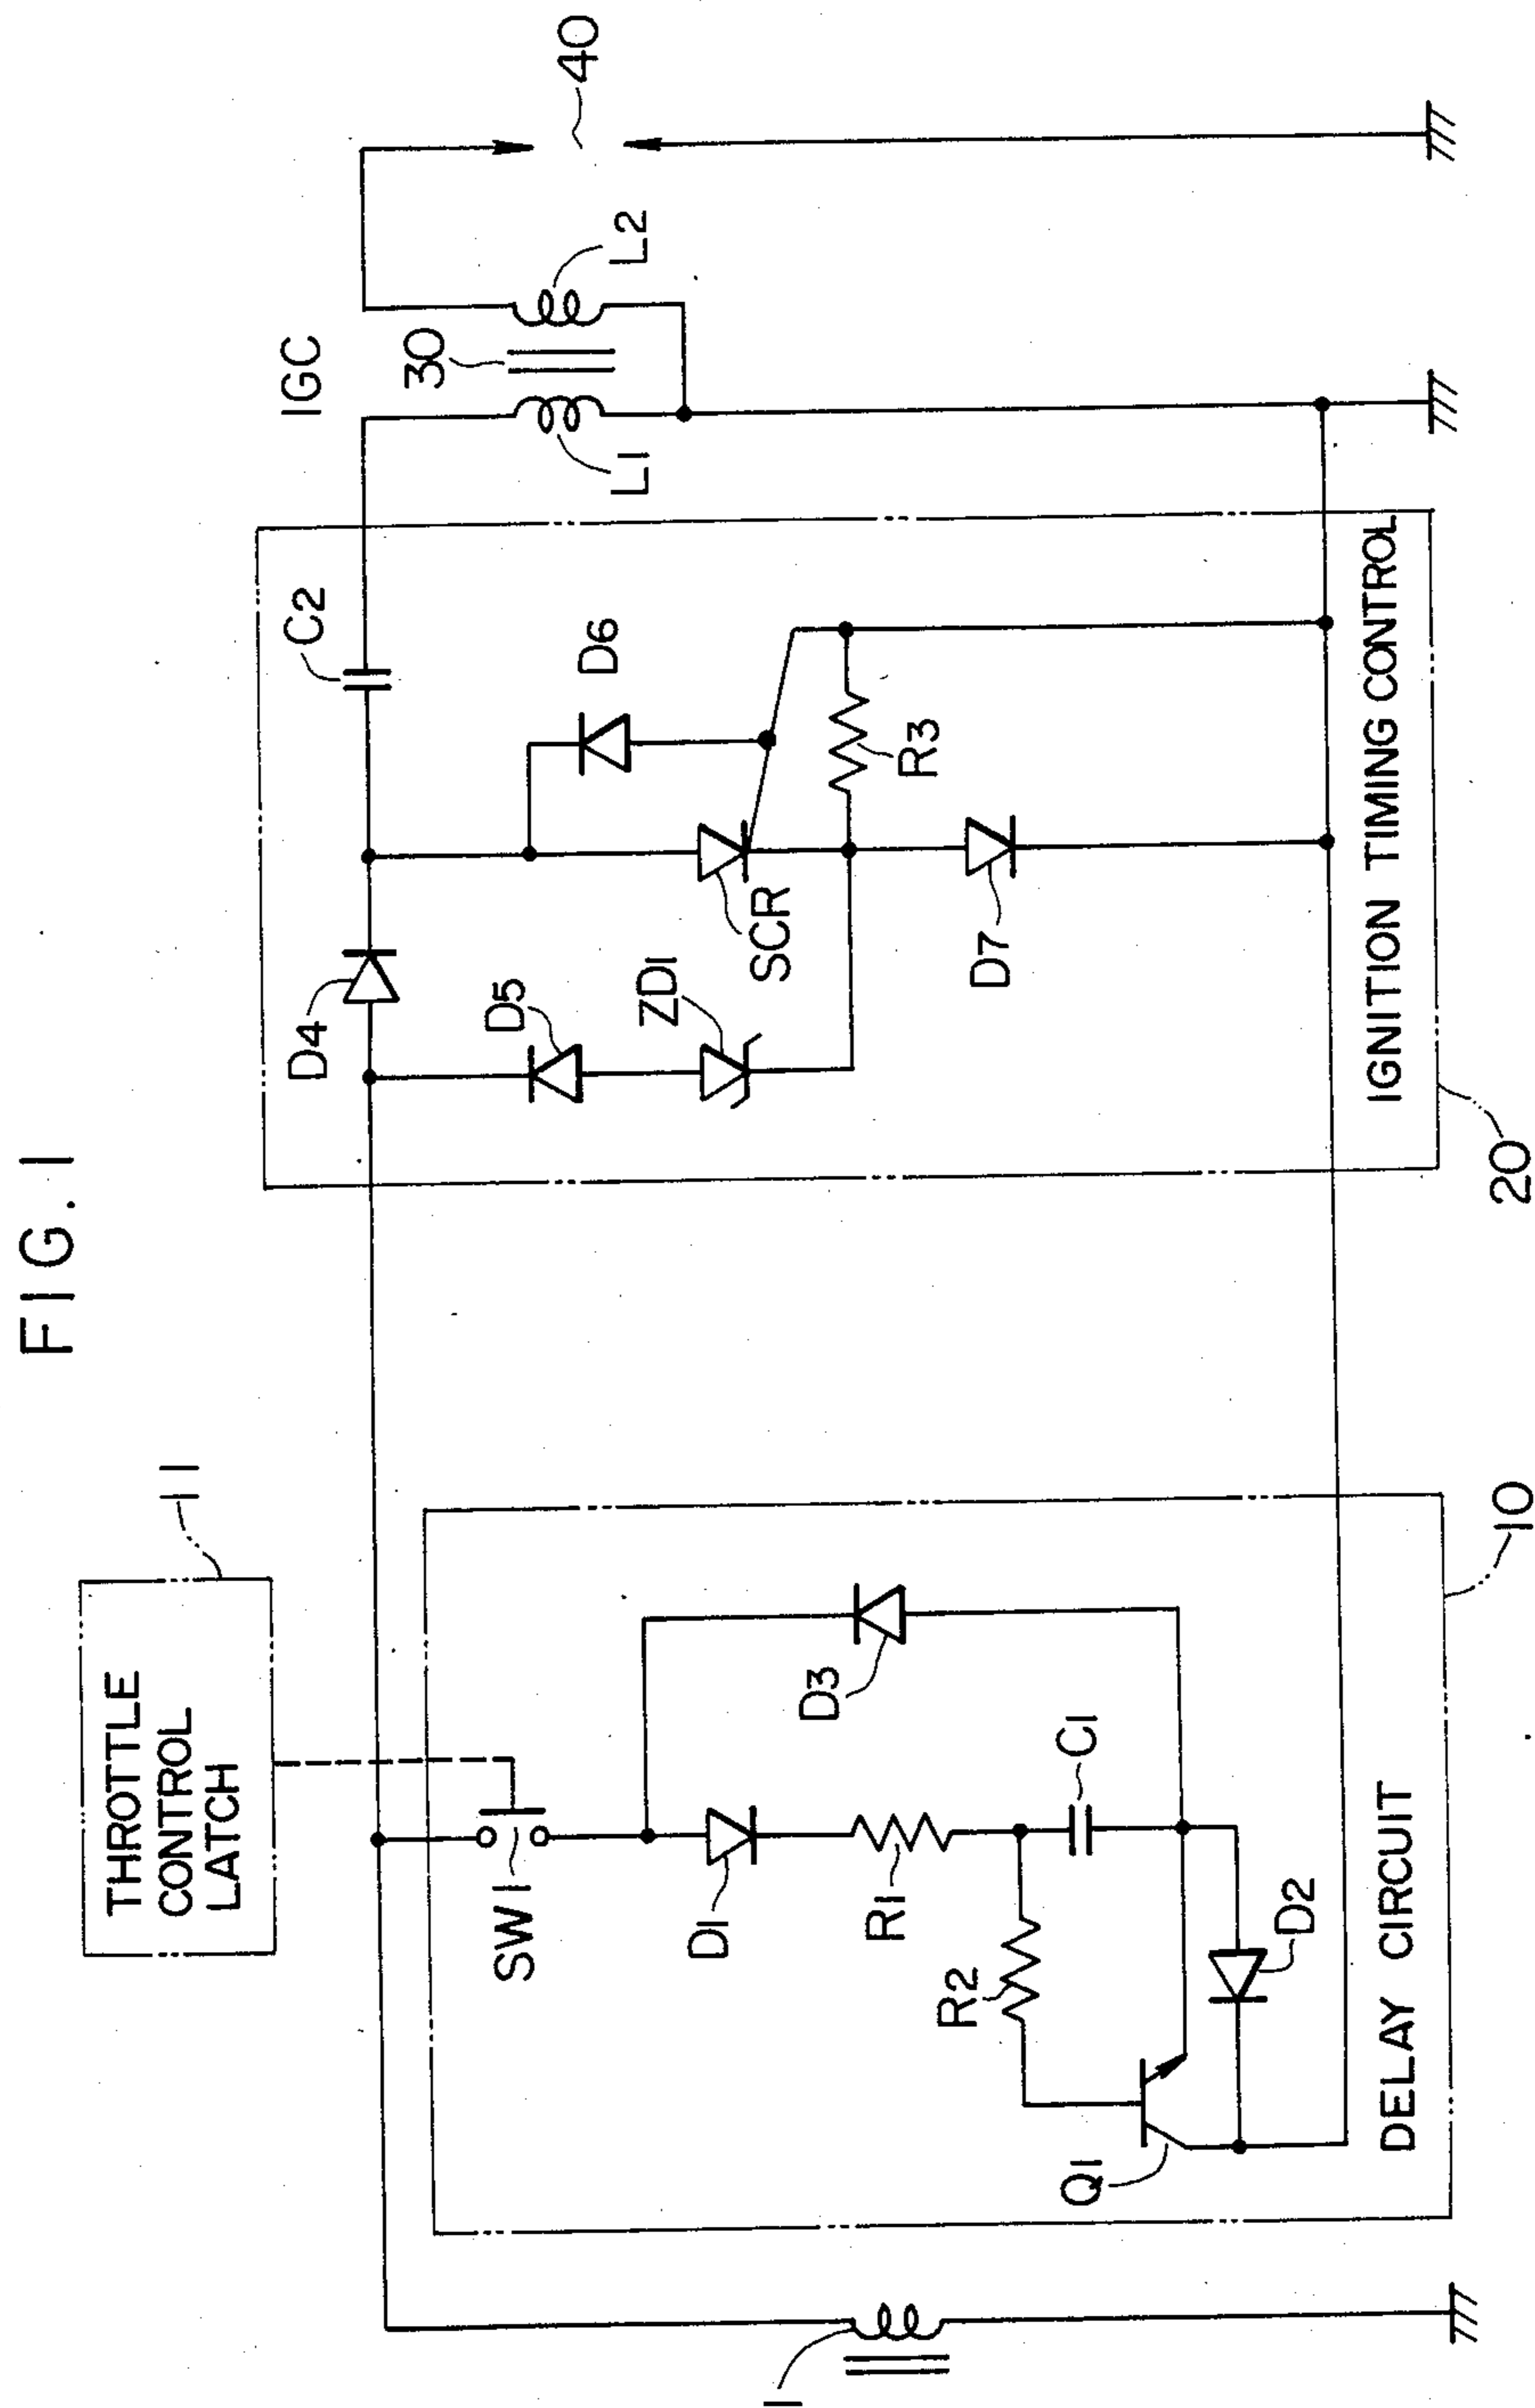 FIG. 1
THROTTLE
CONTROL
LATCH
11
SW1
D1
D3
R1
C1
R2
Q1
D2
DELAY CIRCUIT
10
1
D4
C2
D5
D6
ZD1
SCR
R3
D7
IGNITION TIMING CONTROL
20
IGC
30
L1
L2
40